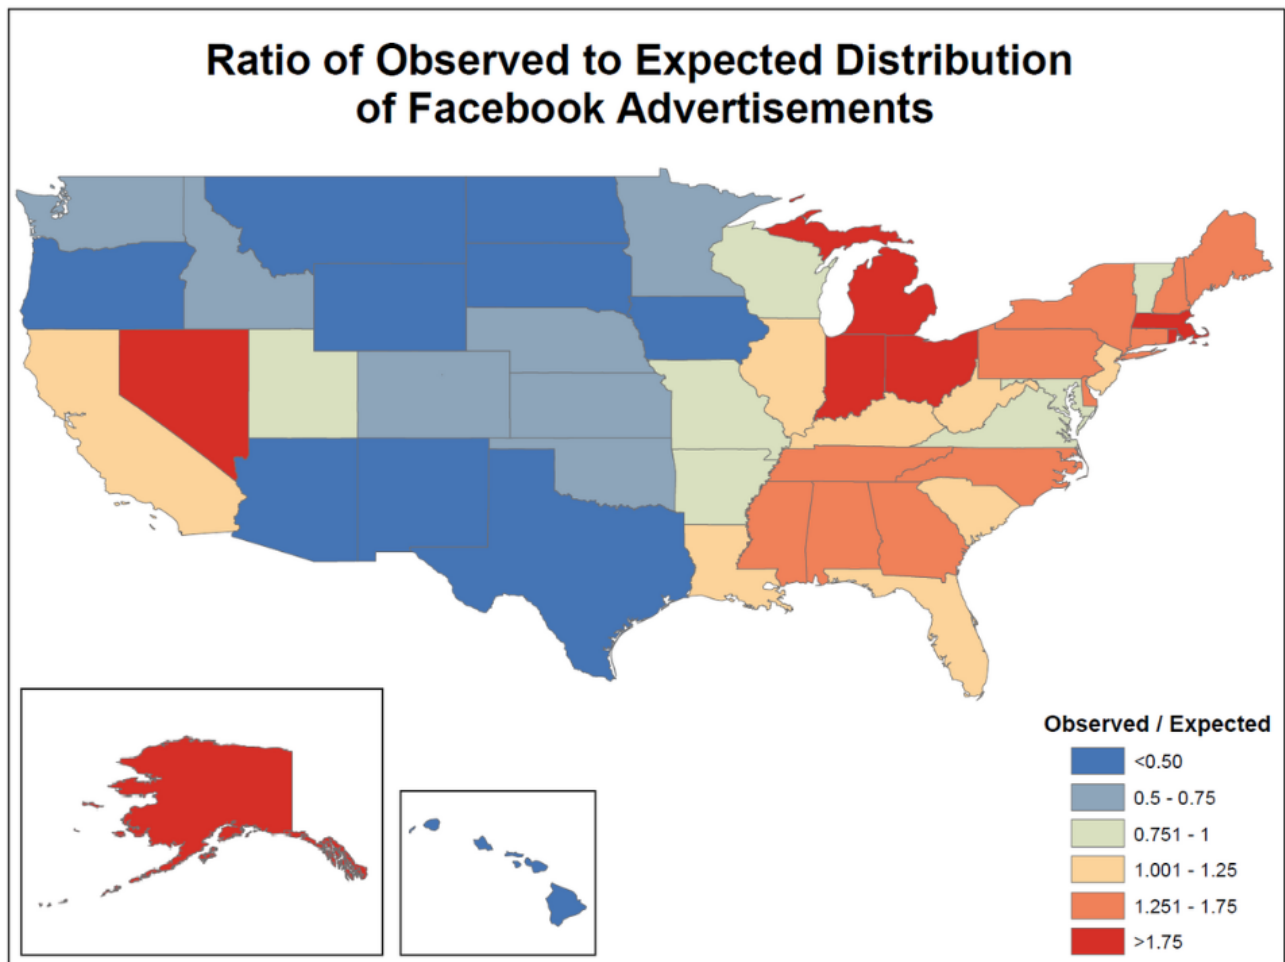 Ratio of Observed to Expected Distribution
of Facebook Advertisements
Observed / Expected
<0.50
0.5 - 0.75
0.751 - 1
1.001 - 1.25
1.251 - 1.75
>1.75